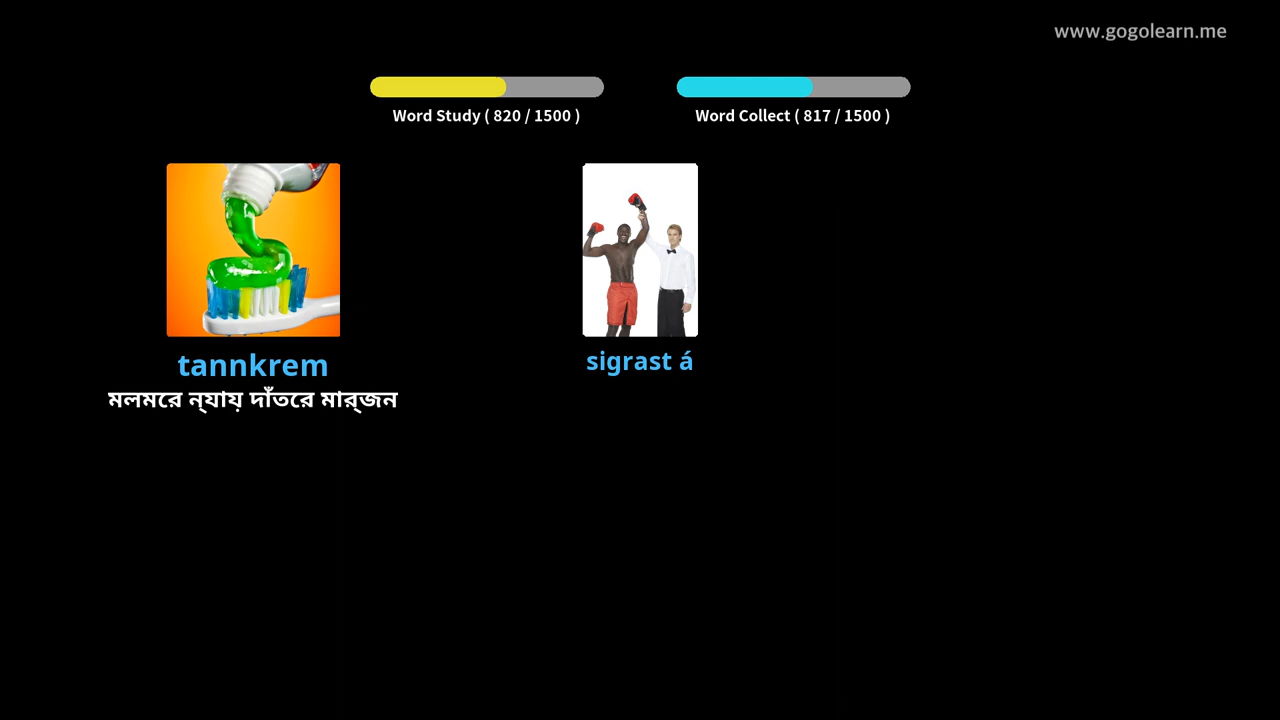 www.gogolearn.me
Word Study ( 820 / 1500 )
Word Collect ( 817 / 1500 )
tannkrem
মলমরে ন্যায় দাঁতরে মার্জন
sigrast á